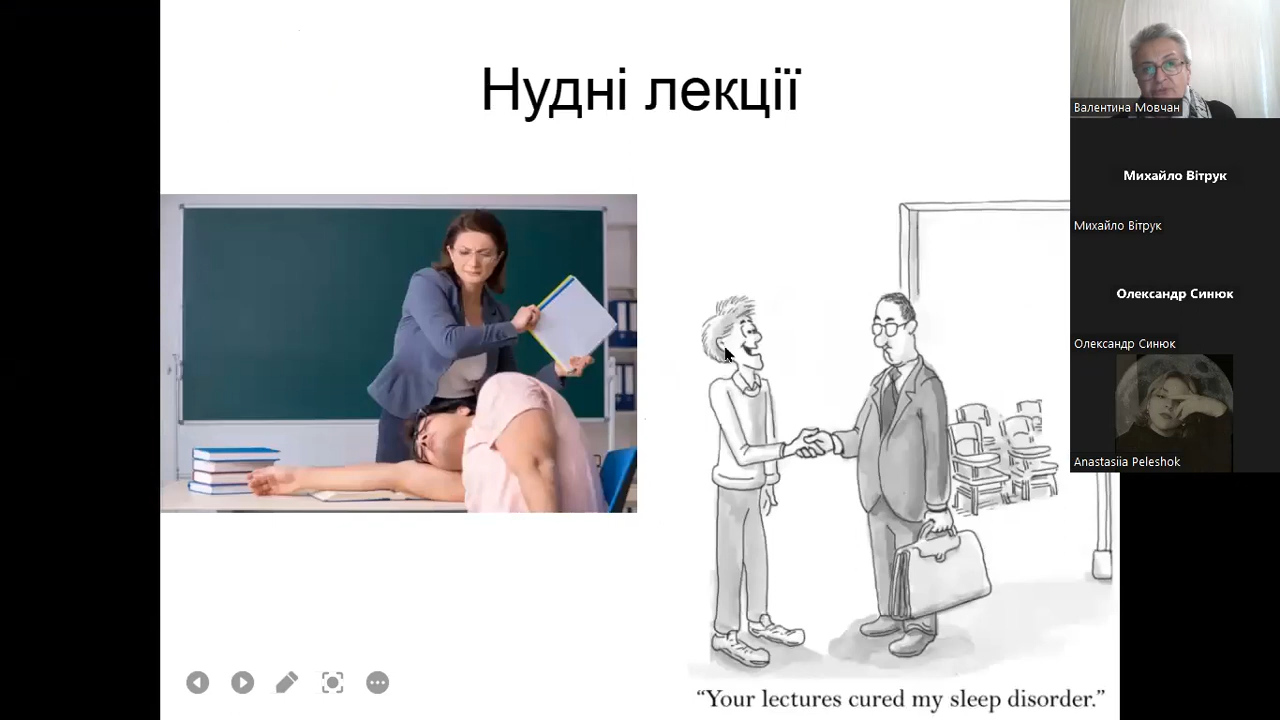 Нудні лекції
“Your lectures cured my sleep disorder.”
Валентина Мовчан
Михайло Вітрук
Михайло Вітрук
Олександр Синюк
Олександр Синюк
Anastasiia Peleshok